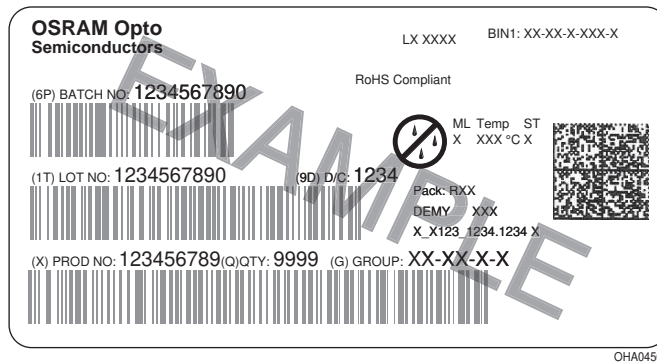 OSRAM Opto
Semiconductors
LX XXXX
BIN1: XX-XX-X-XXX-X
RoHS Compliant
(6P) BATCH NO: 1234567890
ML Temp ST
X XXX °C X
(1T) LOT NO: 1234567890
(9D) D/C: 1234
Pack: RXX
DEMY XXX
X_X123_1234.1234 X
(X) PROD NO: 123456789(Q)QTY: 9999 (G) GROUP: XX-XX-X-X
EXAMPLE
OHA045